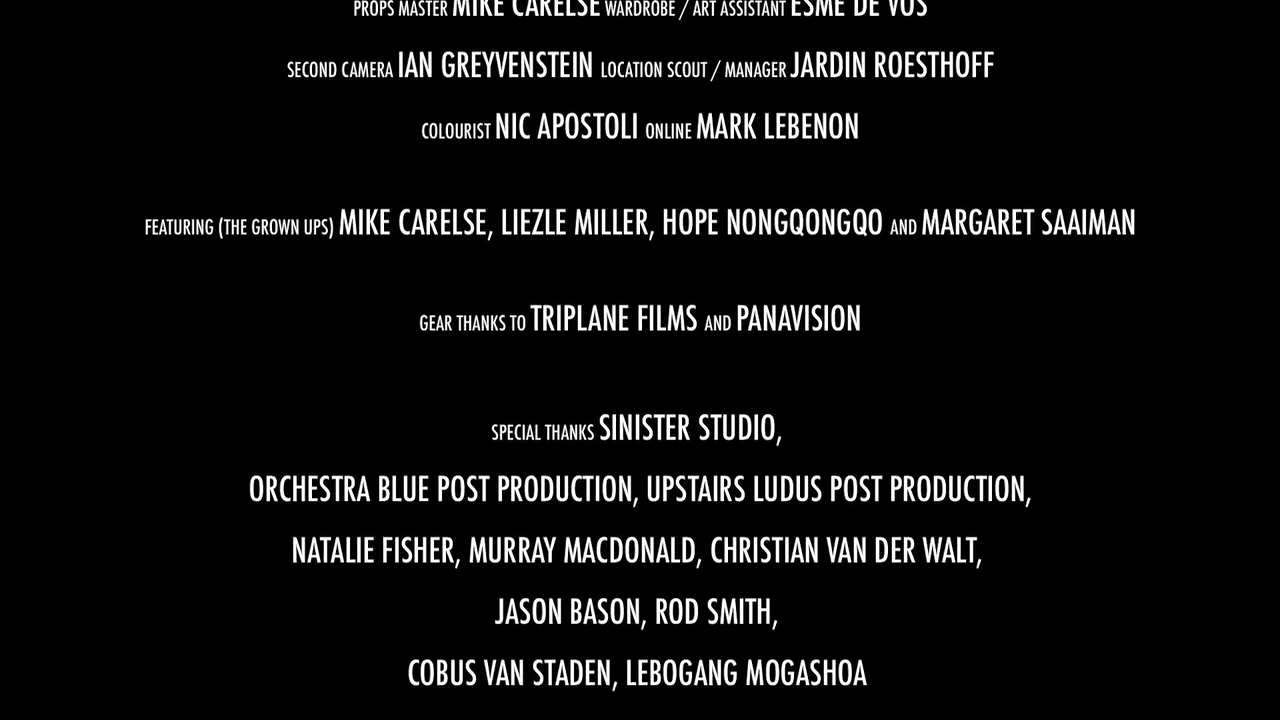 PROPS MASTER MIKE CARELSE WARDROBE / ART ASSISTANT ESME DE VOS
SECOND CAMERA IAN GREYVENSTEIN LOCATION SCOUT / MANAGER JARDIN ROESTHOFF
COLOURIST NIC APOSTOLI ONLINE MARK LEBENON
FEATURING (THE GROWN UPS) MIKE CARELSE, LIEZLE MILLER, HOPE NONGQONGQO AND MARGARET SAAIMAN
GEAR THANKS TO TRIPLANE FILMS AND PANAVISION
SPECIAL THANKS SINISTER STUDIO,
ORCHESTRA BLUE POST PRODUCTION, UPSTAIRS LUDUS POST PRODUCTION,
NATALIE FISHER, MURRAY MACDONALD, CHRISTIAN VAN DER WALT,
JASON BASON, ROD SMITH,
COBUS VAN STADEN, LEBOGANG MOGASHOA